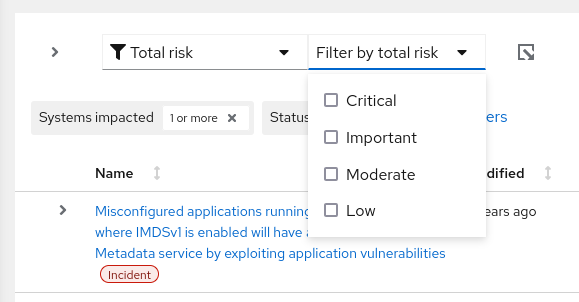 Total risk
Filter by total risk
Critical
Important
Moderate
Low
Systems impacted 1 or more
Status
ers
Name
dified
Misconfigured applications running
where IMDSv1 is enabled will have
Metadata service by exploiting application vulnerabilities
ears ago
Incident